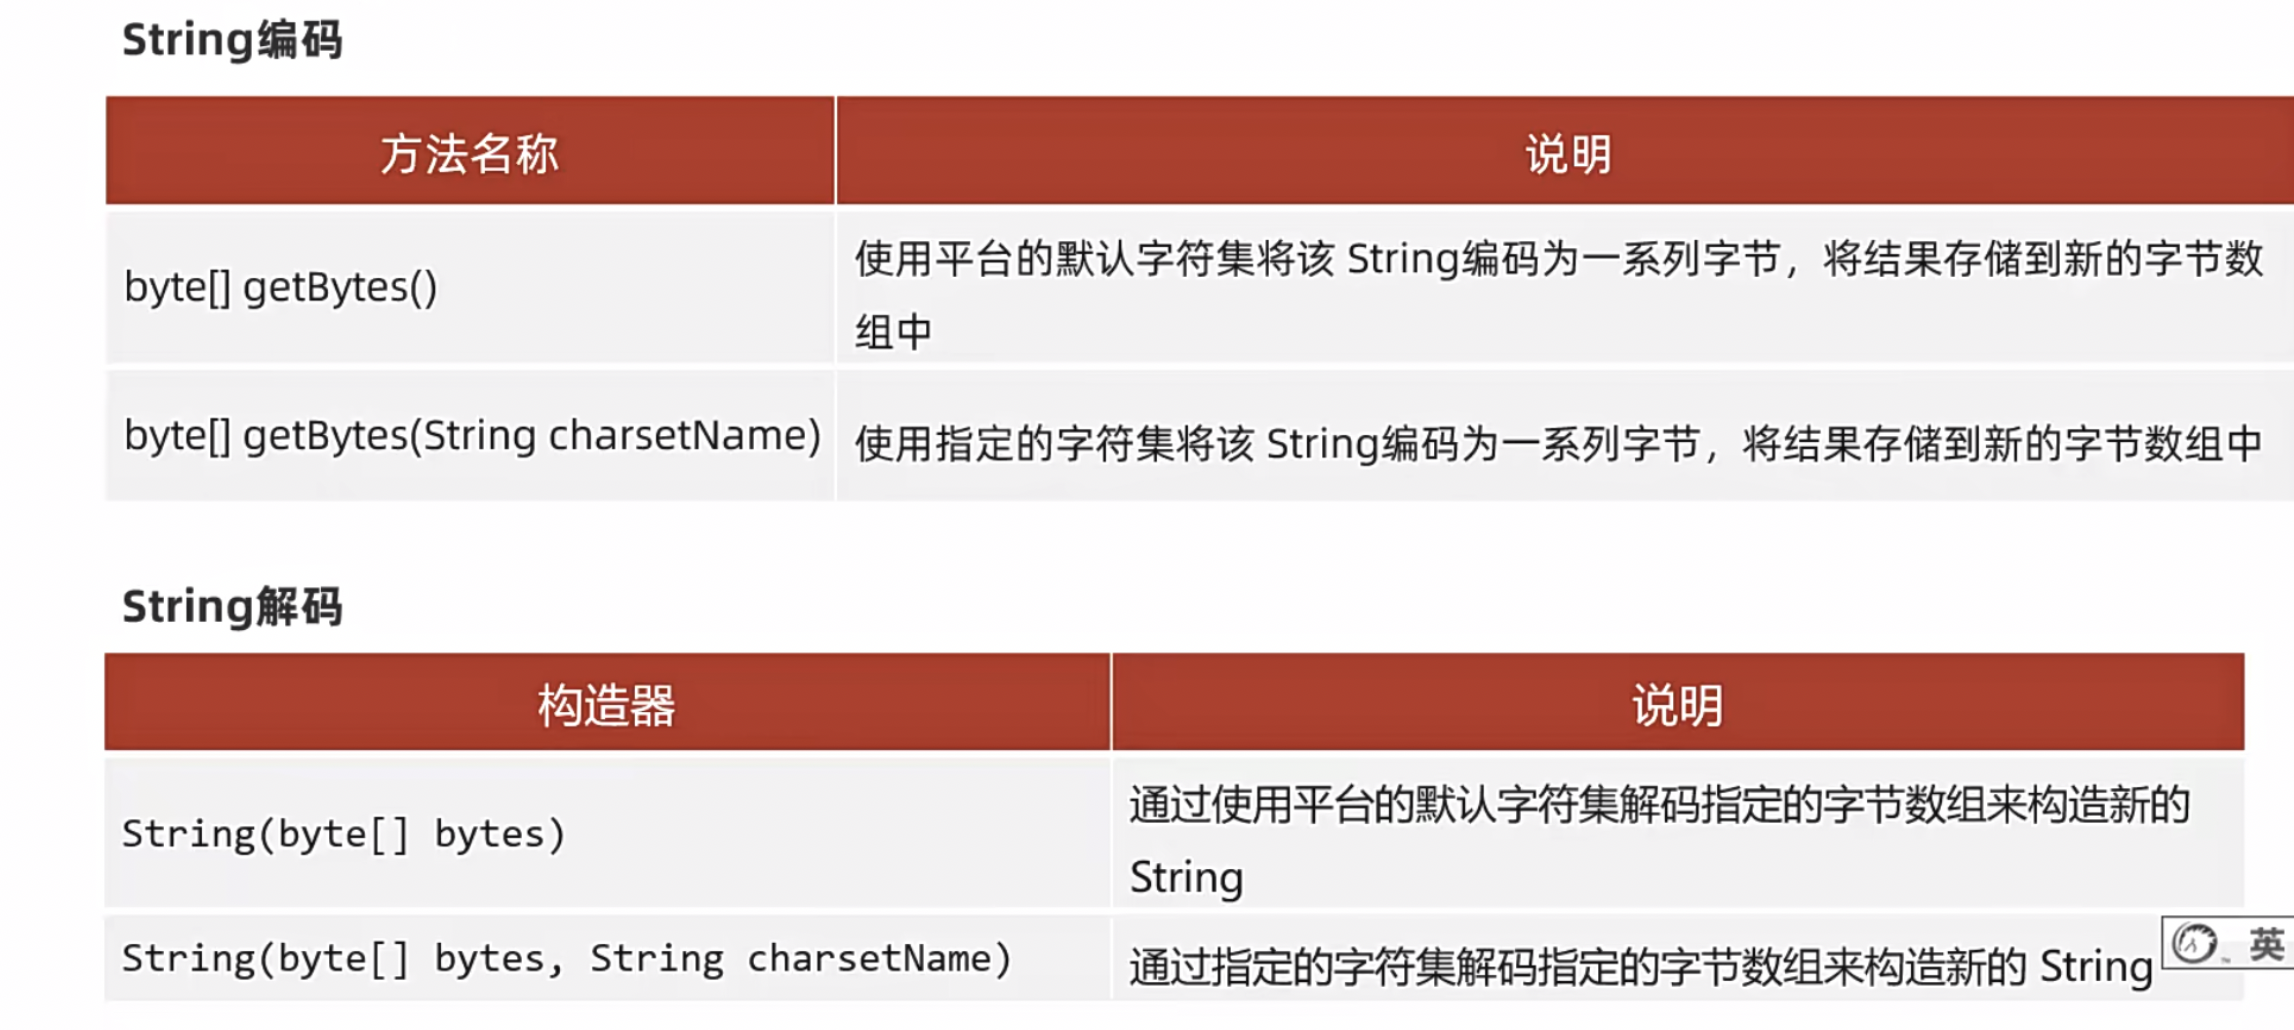 String编码
方法名称 说明
byte[] getBytes() 使用平台的默认字符集将该 String编码为一系列字节，将结果存储到新的字节数
组中
byte[] getBytes(String charsetName) 使用指定的字符集将该 String编码为一系列字节，将结果存储到新的字节数组中
String解码
构造器 说明
String(byte[] bytes) 通过使用平台的默认字符集解码指定的字节数组来构造新的
String
String(byte[] bytes, String charsetName) 通过指定的字符集解码指定的字节数组来构造新的 String
英